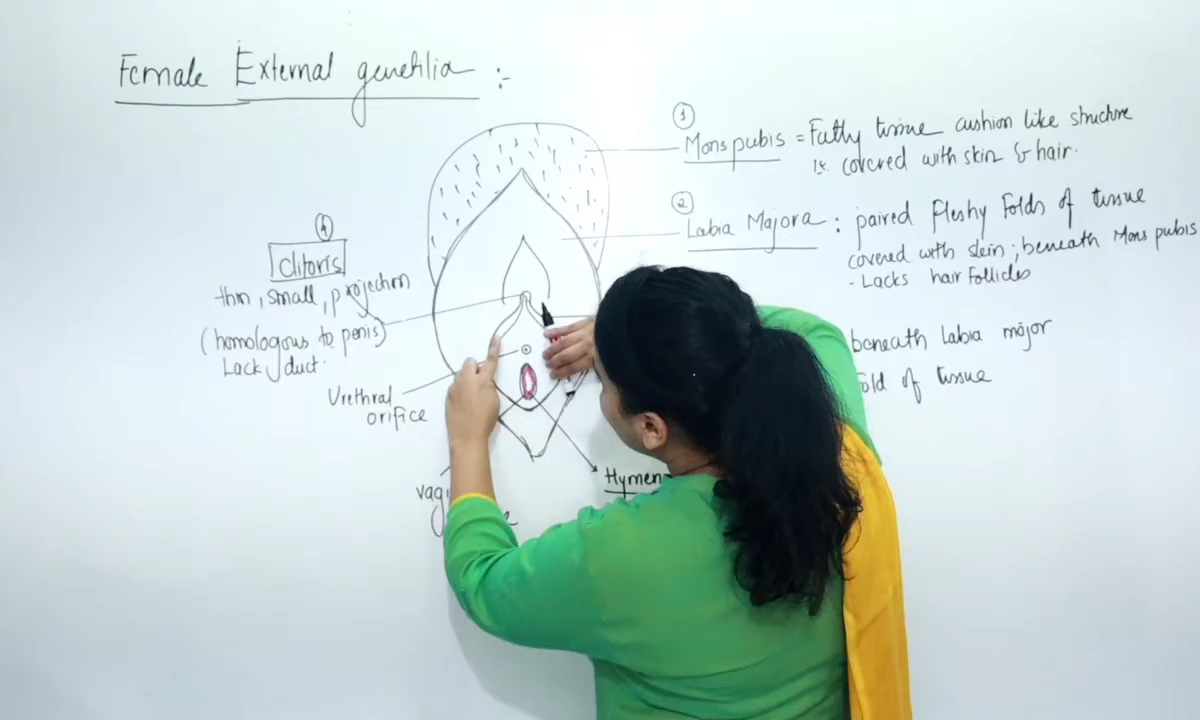 Female External genetilia :-
①
Mons pubis = Fatty tissue cushion like structure
is covered with skin & hair.
②
Labia Majora : paired fleshy folds of tissue
covered with skin ; beneath Mons pubis
- Lacks hair follicles
beneath Labia major
old of tissue
④
clitoris
thin, small, projection
(homologous to penis)
Lack duct.
Urethral
orifice
vag
Hymen